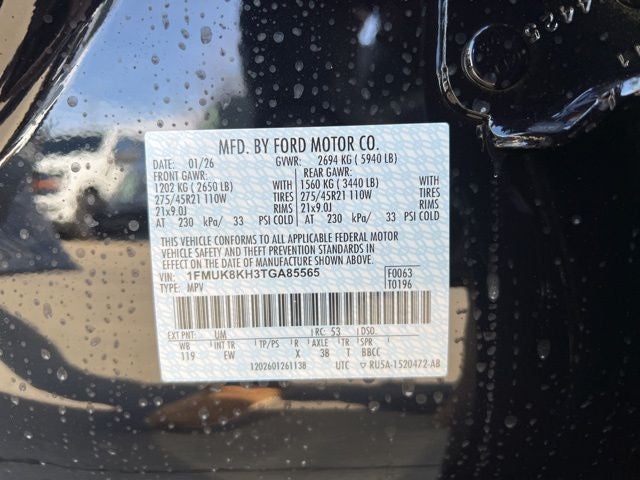 MFD. BY FORD MOTOR CO.
DATE: 01/26 GVWR: 2694 KG ( 5940 LB)
FRONT GAWR: REAR GAWR:
1202 KG ( 2650 LB) WITH 1560 KG ( 3440 LB) WITH
275/45R21 110W TIRES 275/45R21 110W TIRES
21x9.0J RIMS 21x9.0J RIMS
AT 230 kPa/ 33 PSI COLD AT 230 kPa/ 33 PSI COLD
THIS VEHICLE CONFORMS TO ALL APPLICABLE FEDERAL MOTOR
VEHICLE SAFETY AND THEFT PREVENTION STANDARDS IN
EFFECT ON THE DATE OF MANUFACTURE SHOWN ABOVE.
VIN: 1FMUK8KH3TGA85565 F0063
TYPE: MPV T0196
EXT PNT: UM RC: 53 DSO:
WB INT TR TP/PS R AXLE TR SPR
119 EW X 38 T BBCC
1202601261138 UTC RU5A-1520472-AB